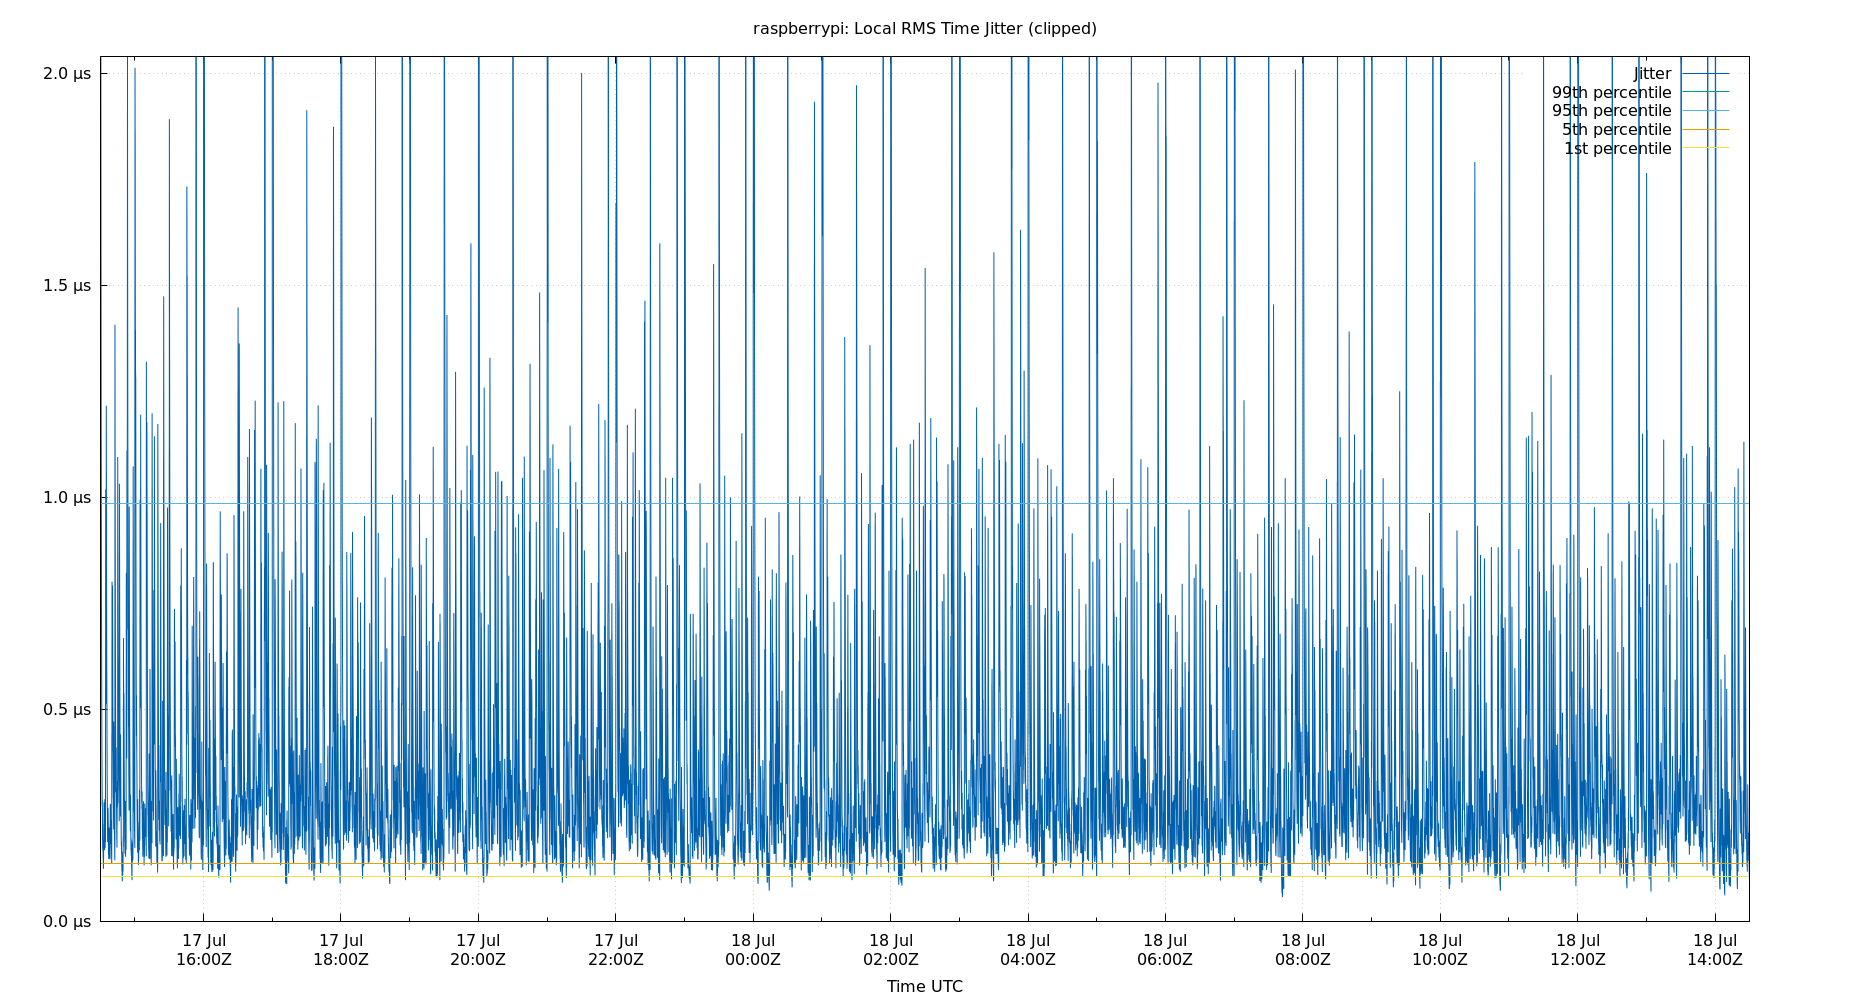 raspberrypi: Local RMS Time Jitter (clipped)
2.0 µs
1.5 µs
1.0 µs
0.5 µs
0.0 µs
Jitter
99th percentile
95th percentile
5th percentile
1st percentile
17 Jul 17 Jul 17 Jul 17 Jul 18 Jul 18 Jul 18 Jul 18 Jul 18 Jul 18 Jul 18 Jul 18 Jul
16:00Z 18:00Z 20:00Z 22:00Z 00:00Z 02:00Z 04:00Z 06:00Z 08:00Z 10:00Z 12:00Z 14:00Z
Time UTC